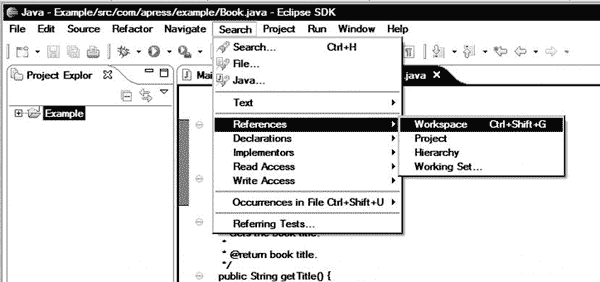 Java - Example/src/com/apress/example/Book.java - Eclipse SDK
File Edit Source Refactor Navigate Search Project Run Window Help
Search... Ctrl+H
Project Explor
File...
J Mai
.java
Java...
Text
Example
References
Workspace Ctrl+Shift+G
Declarations
Project
Implementors
Hierarchy
Read Access
Working Set...
Write Access
Occurrences in File Ctrl+Shift+U
Referring Tests...
* Gets the book title.
*
* @return book title.
*/
public String getTitle() {